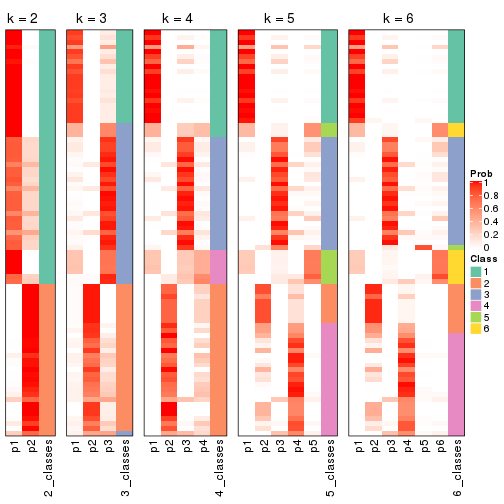 k = 2
k = 3
k = 4
k = 5
k = 6
Prob
1
0.8
0.6
0.4
0.2
0
Class
1
2
3
4
5
6
p1
p2
2_classes
p1
p2
p3
3_classes
p1
p2
p3
p4
4_classes
p1
p2
p3
p4
p5
5_classes
p1
p2
p3
p4
p5
p6
6_classes